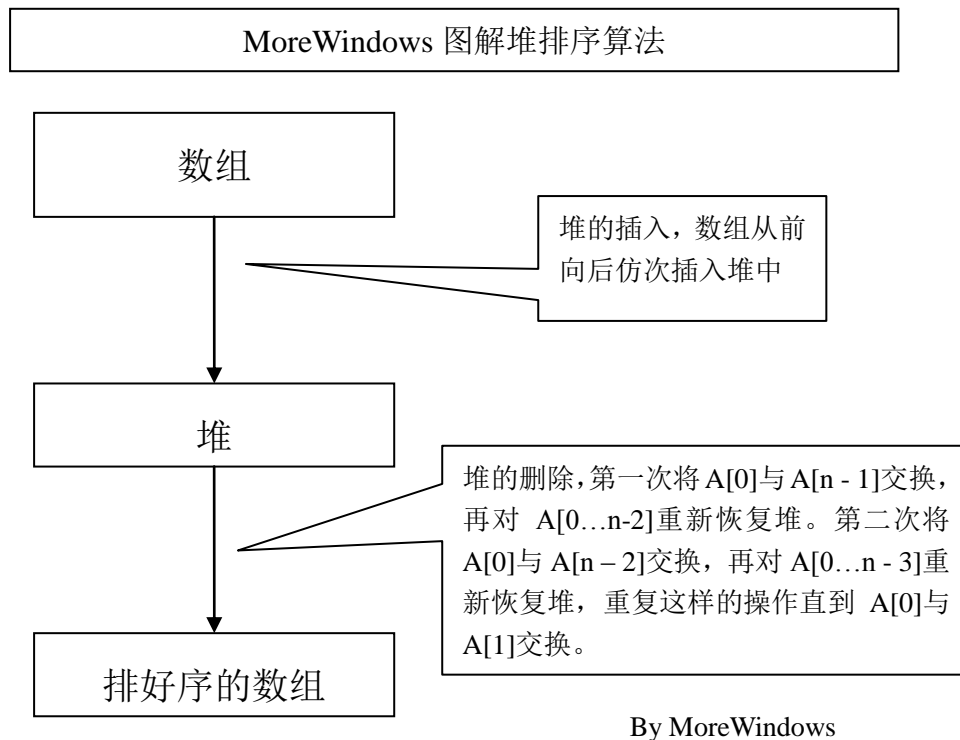 MoreWindows 图解堆排序算法
数组
堆的插入，数组从前
向后仿次插入堆中
堆
堆的删除，第一次将 A[0]与 A[n - 1]交换，
再对 A[0…n-2]重新恢复堆。第二次将
A[0]与 A[n – 2]交换，再对 A[0…n - 3]重
新恢复堆，重复这样的操作直到 A[0]与
A[1]交换。
排好序的数组
By MoreWindows